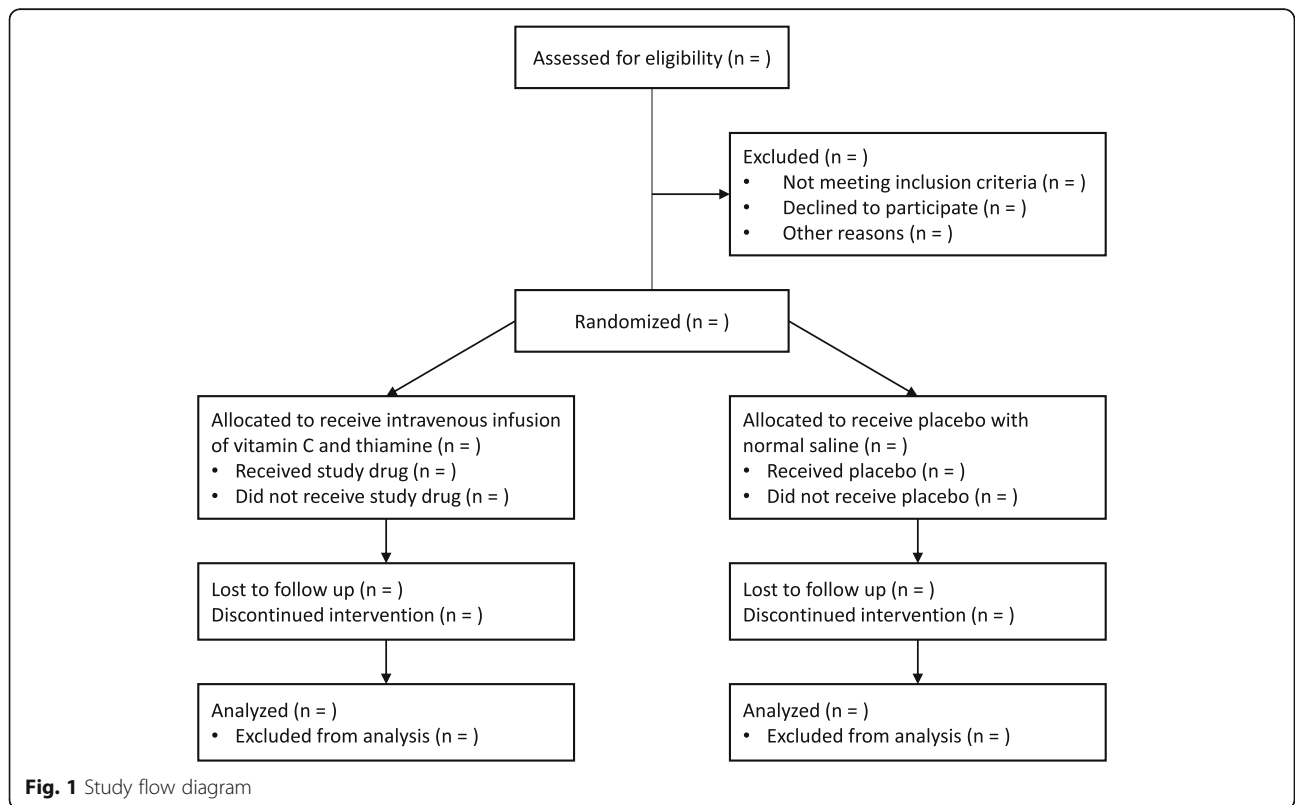 Assessed for eligibility (n = )
Excluded (n = )
• Not meeting inclusion criteria (n = )
• Declined to participate (n = )
• Other reasons (n = )
Randomized (n = )
Allocated to receive intravenous infusion
of vitamin C and thiamine (n = )
• Received study drug (n = )
• Did not receive study drug (n = )
Allocated to receive placebo with
normal saline (n = )
• Received placebo (n = )
• Did not receive placebo (n = )
Lost to follow up (n = )
Discontinued intervention (n = )
Lost to follow up (n = )
Discontinued intervention (n = )
Analyzed (n = )
• Excluded from analysis (n = )
Analyzed (n = )
• Excluded from analysis (n = )
Fig. 1 Study flow diagram